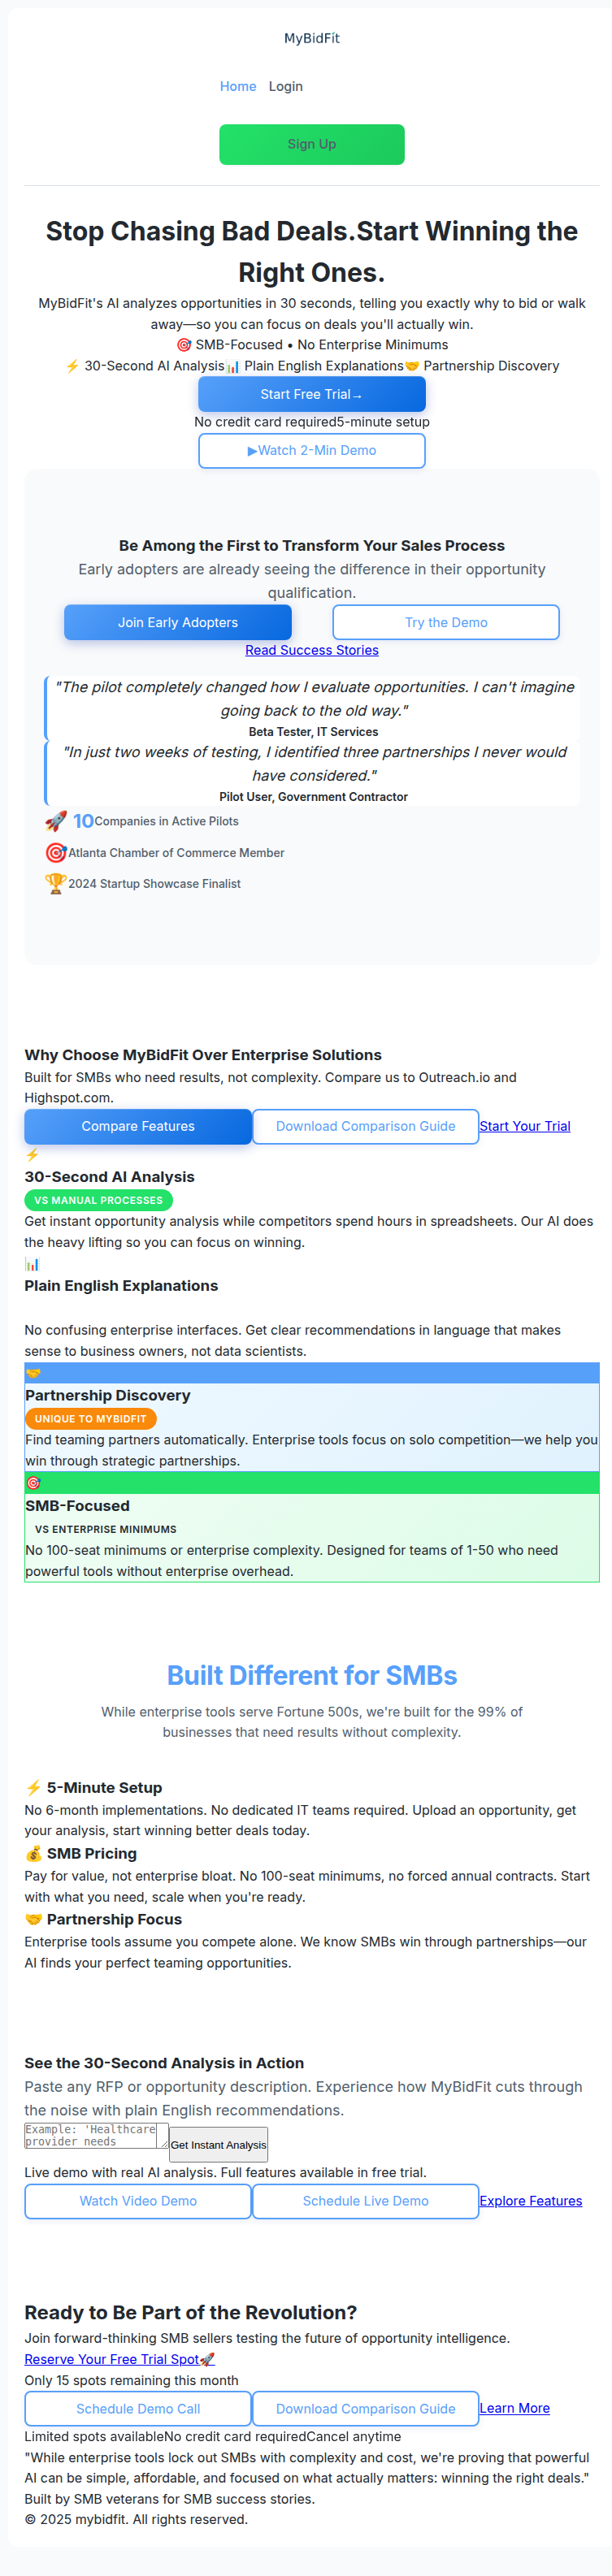 MyBidFit
Home Login
Sign Up
Stop Chasing Bad Deals.Start Winning the
Right Ones.
MyBidFit's AI analyzes opportunities in 30 seconds, telling you exactly why to bid or walk
away—so you can focus on deals you'll actually win.
🎯 SMB-Focused • No Enterprise Minimums
⚡ 30-Second AI Analysis📊 Plain English Explanations🤝 Partnership Discovery
Start Free Trial→
No credit card required5-minute setup
▶Watch 2-Min Demo
Be Among the First to Transform Your Sales Process
Early adopters are already seeing the difference in their opportunity
qualification.
Join Early Adopters Try the Demo
Read Success Stories
"The pilot completely changed how I evaluate opportunities. I can't imagine
going back to the old way."
Beta Tester, IT Services
"In just two weeks of testing, I identified three partnerships I never would
have considered."
Pilot User, Government Contractor
🚀 10Companies in Active Pilots
🎯Atlanta Chamber of Commerce Member
🏆2024 Startup Showcase Finalist
Why Choose MyBidFit Over Enterprise Solutions
Built for SMBs who need results, not complexity. Compare us to Outreach.io and
Highspot.com.
Compare Features Download Comparison Guide Start Your Trial
⚡
30-Second AI Analysis
VS MANUAL PROCESSES
Get instant opportunity analysis while competitors spend hours in spreadsheets. Our AI does
the heavy lifting so you can focus on winning.
📊
Plain English Explanations
No confusing enterprise interfaces. Get clear recommendations in language that makes
sense to business owners, not data scientists.
🤝
Partnership Discovery
UNIQUE TO MYBIDFIT
Find teaming partners automatically. Enterprise tools focus on solo competition—we help you
win through strategic partnerships.
🎯
SMB-Focused
VS ENTERPRISE MINIMUMS
No 100-seat minimums or enterprise complexity. Designed for teams of 1-50 who need
powerful tools without enterprise overhead.
Built Different for SMBs
While enterprise tools serve Fortune 500s, we're built for the 99% of
businesses that need results without complexity.
⚡ 5-Minute Setup
No 6-month implementations. No dedicated IT teams required. Upload an opportunity, get
your analysis, start winning better deals today.
💰 SMB Pricing
Pay for value, not enterprise bloat. No 100-seat minimums, no forced annual contracts. Start
with what you need, scale when you're ready.
🤝 Partnership Focus
Enterprise tools assume you compete alone. We know SMBs win through partnerships—our
AI finds your perfect teaming opportunities.
See the 30-Second Analysis in Action
Paste any RFP or opportunity description. Experience how MyBidFit cuts through
the noise with plain English recommendations.
Example: 'Healthcare
provider needs
Get Instant Analysis
Live demo with real AI analysis. Full features available in free trial.
Watch Video Demo Schedule Live Demo Explore Features
Ready to Be Part of the Revolution?
Join forward-thinking SMB sellers testing the future of opportunity intelligence.
Reserve Your Free Trial Spot🚀
Only 15 spots remaining this month
Schedule Demo Call Download Comparison Guide Learn More
Limited spots availableNo credit card requiredCancel anytime
"While enterprise tools lock out SMBs with complexity and cost, we're proving that powerful
AI can be simple, affordable, and focused on what actually matters: winning the right deals."
Built by SMB veterans for SMB success stories.
© 2025 mybidfit. All rights reserved.